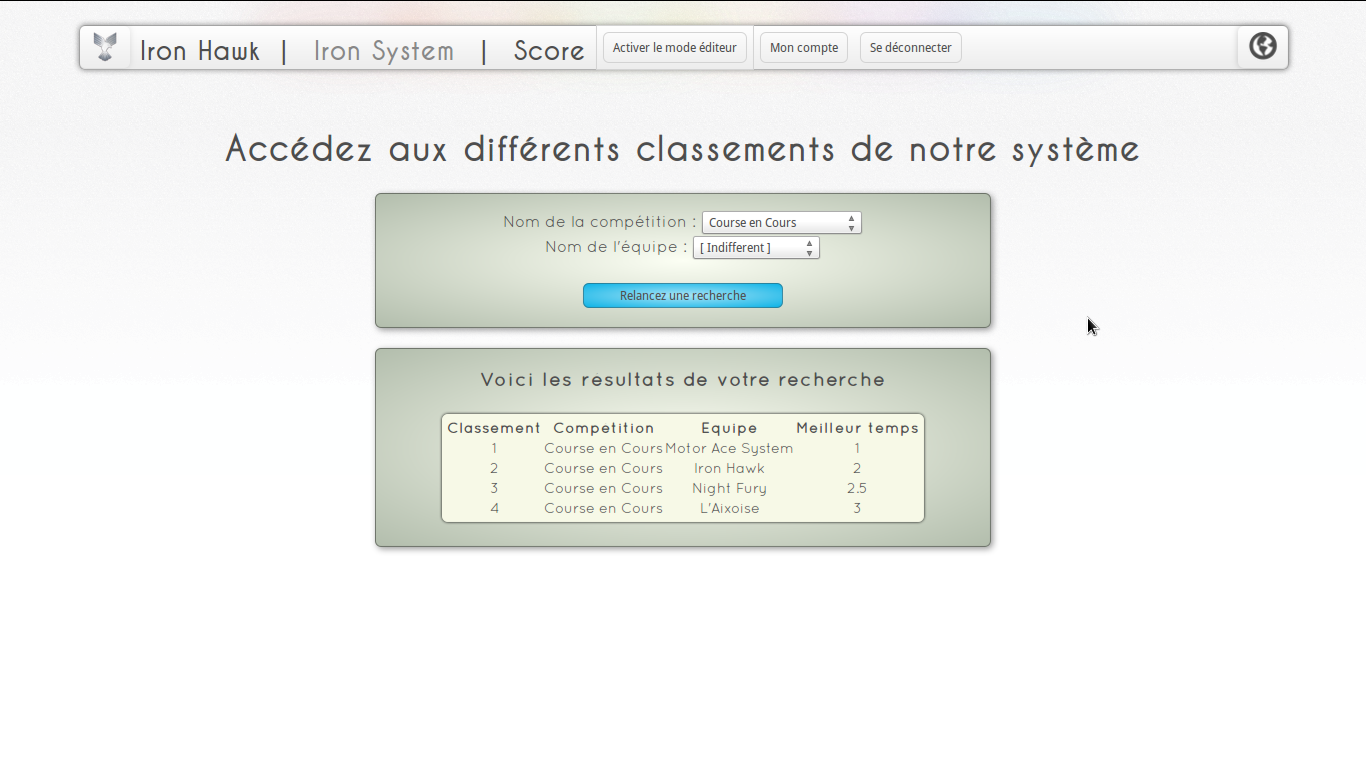 Iron Hawk | Iron System | Score Activer le mode éditeur Mon compte Se déconnecter
Accédez aux différents classements de notre système
Nom de la compétition : Course en Cours
Nom de l'équipe : [ Indifferent ]
Relancez une recherche
Voici les résultats de votre recherche
Classement Competition Equipe Meilleur temps
1 Course en Cours Motor Ace System 1
2 Course en Cours Iron Hawk 2
3 Course en Cours Night Fury 2.5
4 Course en Cours L'Aixoise 3